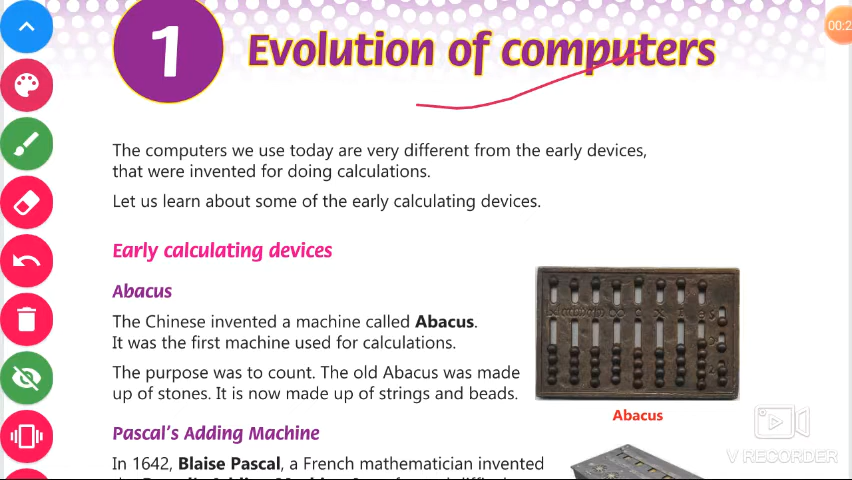 00:2
1
Evolution of computers
The computers we use today are very different from the early devices,
that were invented for doing calculations.
Let us learn about some of the early calculating devices.
Early calculating devices
Abacus
The Chinese invented a machine called Abacus.
It was the first machine used for calculations.
The purpose was to count. The old Abacus was made
up of stones. It is now made up of strings and beads.
Abacus
Pascal's Adding Machine
In 1642, Blaise Pascal, a French mathematician invented
V RECORDER